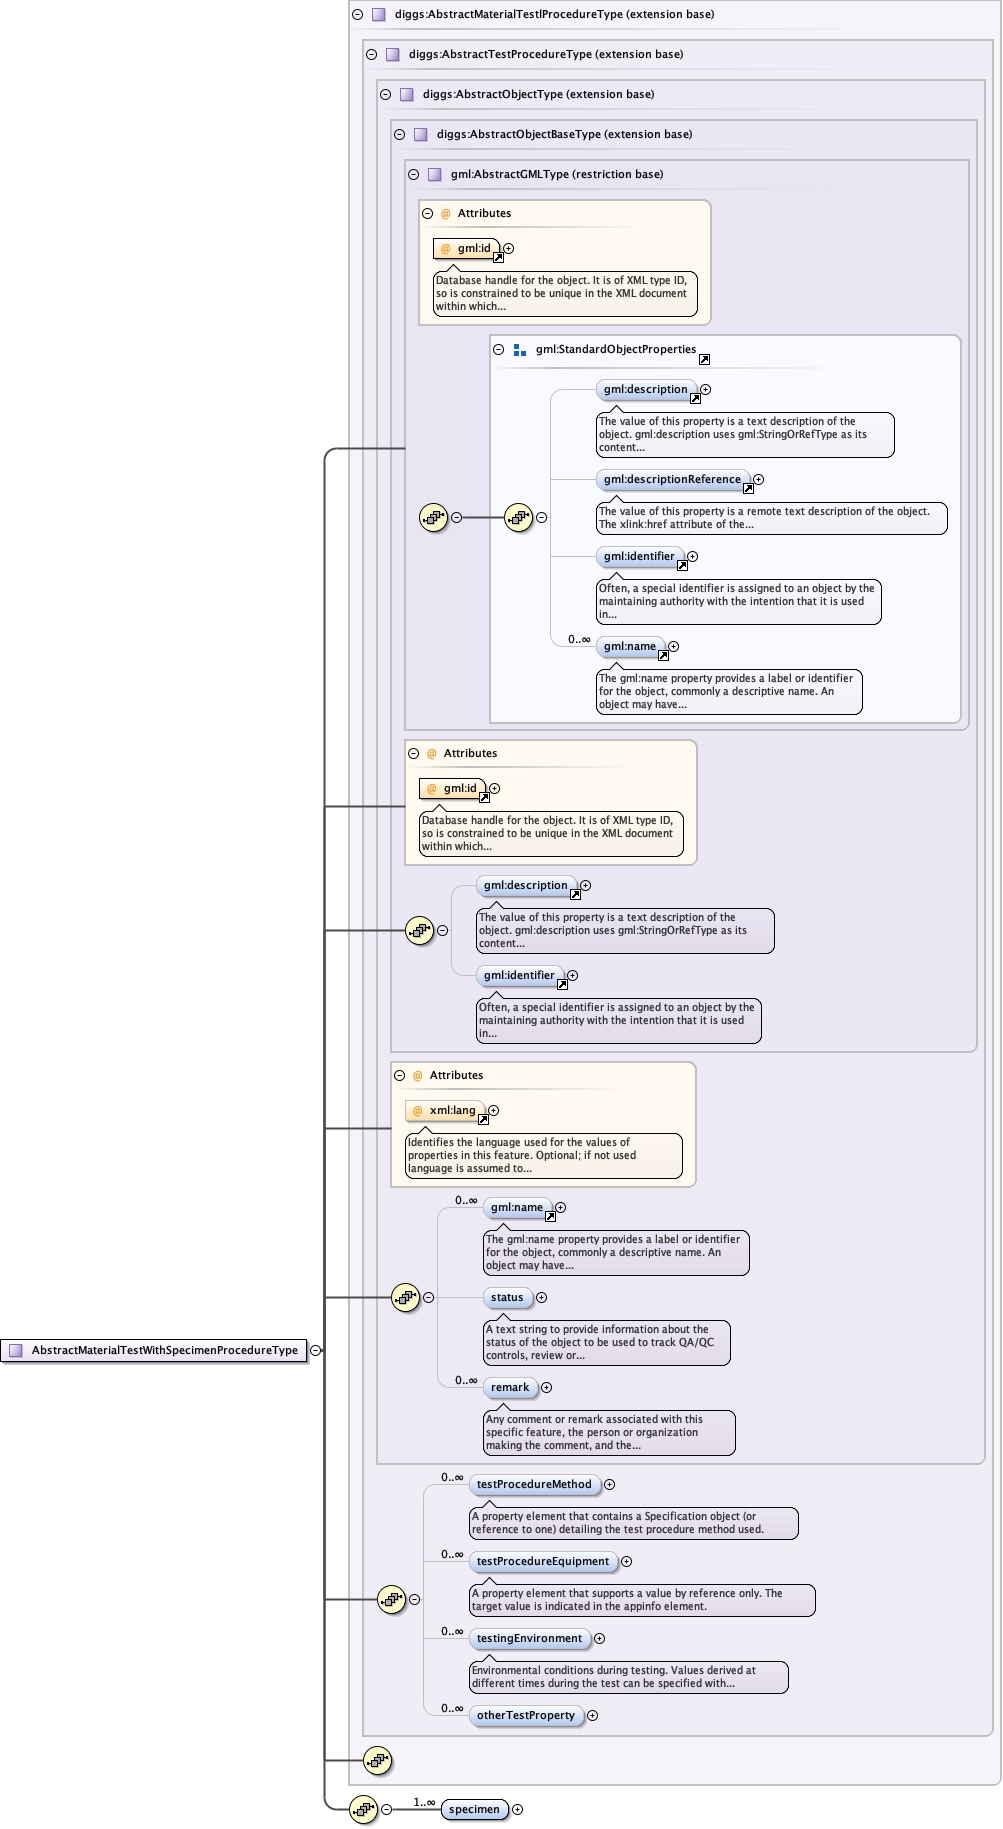 diggs:AbstractMaterialTestlProcedureType (extension base)
diggs:AbstractTestProcedureType (extension base)
diggs:AbstractObjectType (extension base)
diggs:AbstractObjectBaseType (extension base)
gml:AbstractGMLType (restriction base)
@ Attributes
@ gml:id
Database handle for the object. It is of XML type ID,
so is constrained to be unique in the XML document
within which...
gml:StandardObjectProperties
gml:description
The value of this property is a text description of the
object. gml:description uses gml:StringOrRefType as its
content...
gml:descriptionReference
The value of this property is a remote text description of the object.
The xlink:href attribute of the...
gml:identifier
Often, a special identifier is assigned to an object by the
maintaining authority with the intention that it is used
in...
0..∞
gml:name
The gml:name property provides a label or identifier
for the object, commonly a descriptive name. An
object may have...
@ Attributes
@ gml:id
Database handle for the object. It is of XML type ID,
so is constrained to be unique in the XML document
within which...
gml:description
The value of this property is a text description of the
object. gml:description uses gml:StringOrRefType as its
content...
gml:identifier
Often, a special identifier is assigned to an object by the
maintaining authority with the intention that it is used
in...
@ Attributes
@ xml:lang
Identifies the language used for the values of
properties in this feature. Optional; if not used
language is assumed to...
0..∞
gml:name
The gml:name property provides a label or identifier
for the object, commonly a descriptive name. An
object may have...
status
A text string to provide information about the
status of the object to be used to track QA/QC
controls, review or...
AbstractMaterialTestWithSpecimenProcedureType
0..∞
remark
Any comment or remark associated with this
specific feature, the person or organization
making the comment, and the...
0..∞
testProcedureMethod
A property element that contains a Specification object (or
reference to one) detailing the test procedure method used.
0..∞
testProcedureEquipment
A property element that supports a value by reference only. The
target value is indicated in the appinfo element.
0..∞
testingEnvironment
Environmental conditions during testing. Values derived at
different times during the test can be specified with...
0..∞
otherTestProperty
1..∞
specimen